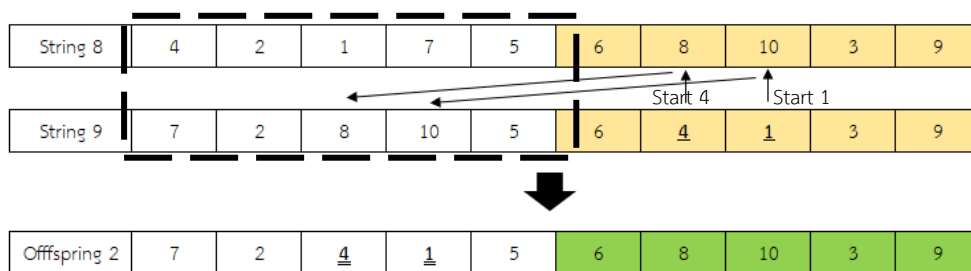 String 8 4 2 1 7 5 6 8 10 3 9
Start 4 Start 1
String 9 7 2 8 10 5 6 4 1 3 9
Offfspring 2 7 2 4 1 5 6 8 10 3 9